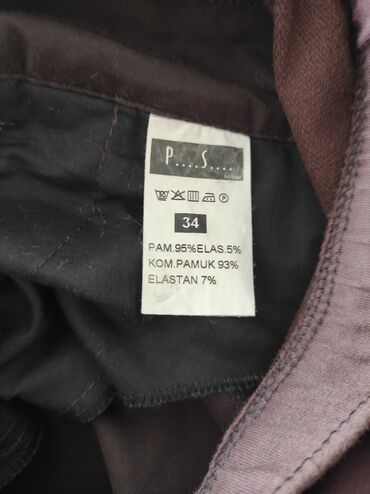 P....S....
34
PAM.95%ELAS.5%
KOM.PAMUK 93%
ELASTAN 7%